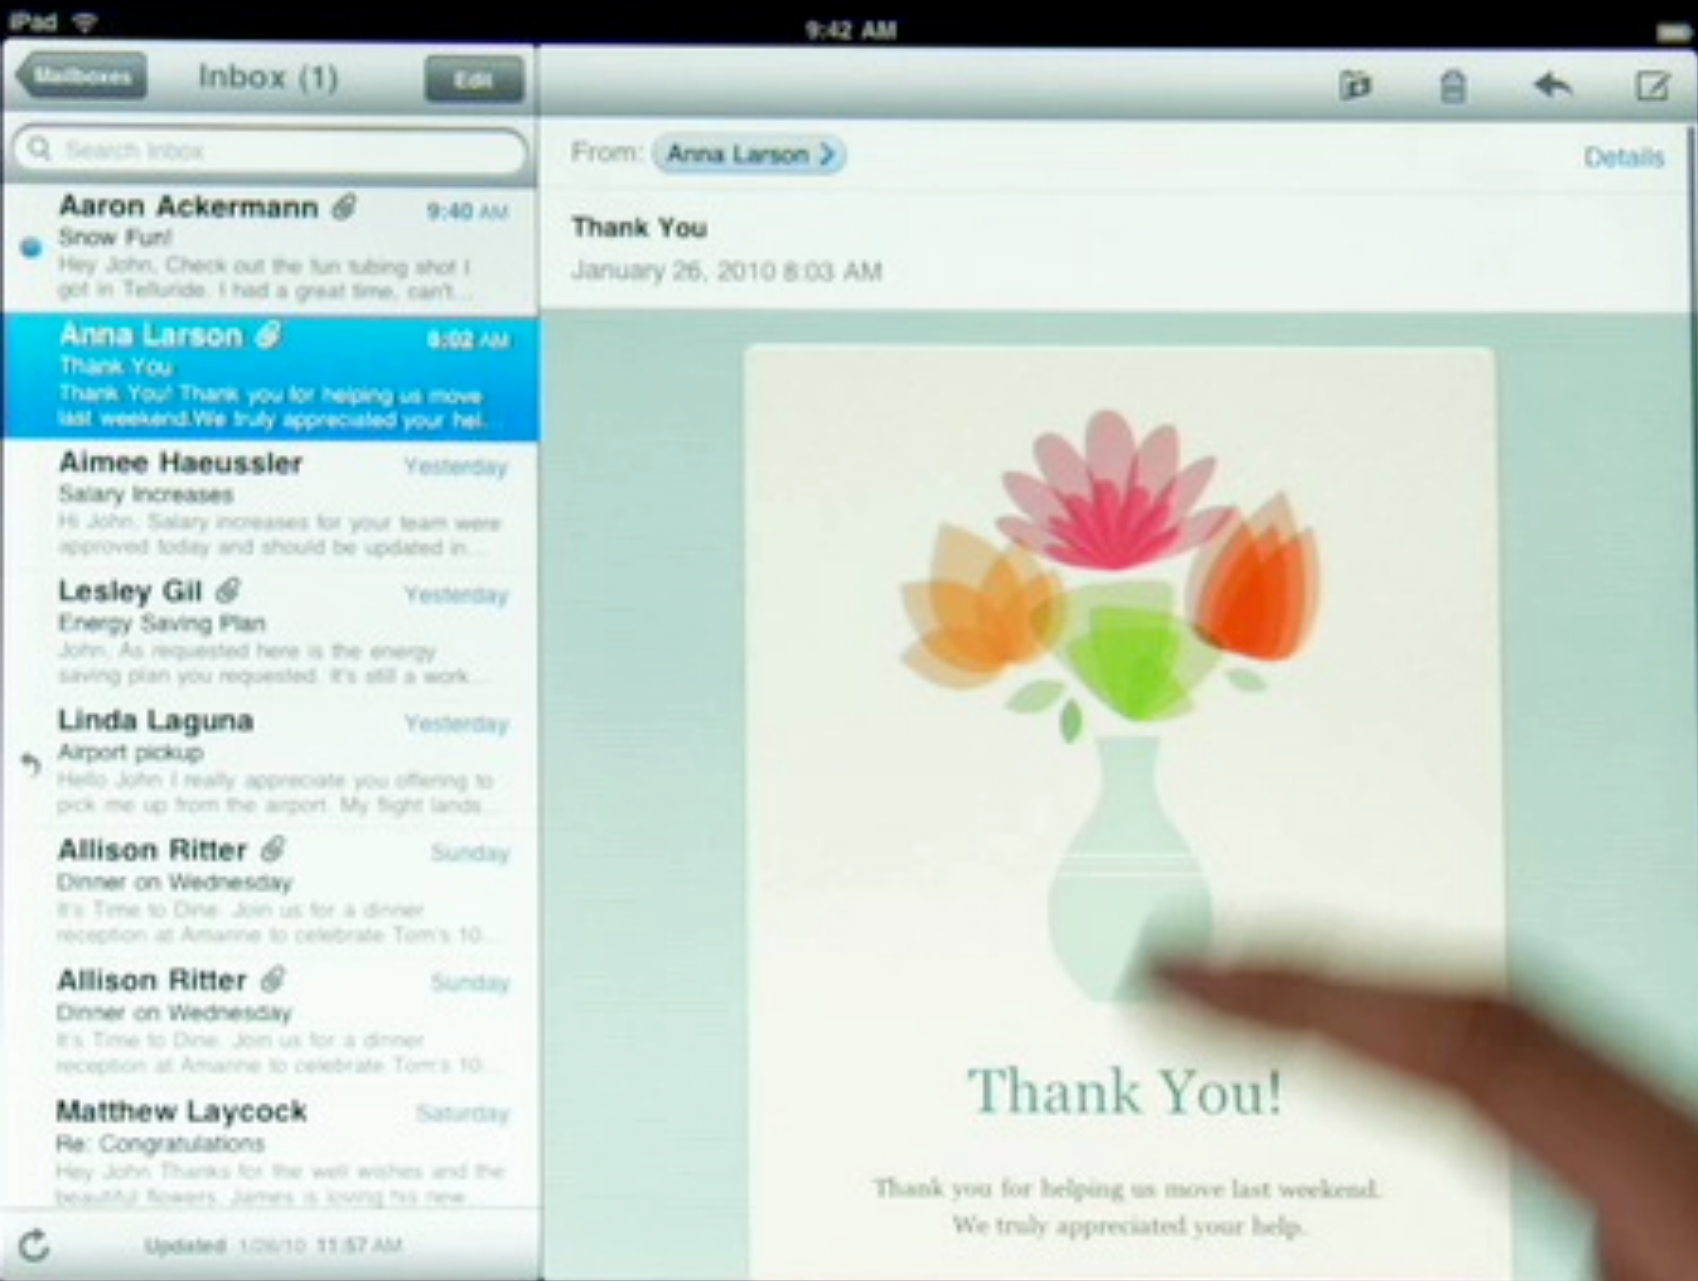 iPad
9:42 AM
Mailboxes
Inbox (1)
Edit
Search Inbox
Aaron Ackermann
9:40 AM
Snow Fun!
Hey John, Check out the fun tubing shot I
got in Telluride. I had a great time, can't...
Anna Larson
8:02 AM
Thank You
Thank You! Thank you for helping us move
last weekend.We truly appreciated your hel...
Aimee Haeussler
Yesterday
Salary Increases
Hi John, Salary increases for your team were
approved today and should be updated in...
Lesley Gil
Yesterday
Energy Saving Plan
John, As requested here is the energy
saving plan you requested. It's still a work...
Linda Laguna
Yesterday
Airport pickup
Hello John I really appreciate you offering to
pick me up from the airport. My flight lands
Allison Ritter
Sunday
Dinner on Wednesday
It's Time to Dine. Join us for a dinner
reception at Amarine to celebrate Tom's 10...
Allison Ritter
Sunday
Dinner on Wednesday
It's Time to Dine. Join us for a dinner
reception at Amarine to celebrate Tom's 10...
Matthew Laycock
Saturday
Re: Congratulations
Hey John Thanks for the well wishes and the
beautiful flowers. James is loving his new
Updated 1/26/10 11:57 AM
From: Anna Larson
Details
Thank You
January 26, 2010 8:03 AM
Thank You!
Thank you for helping us move last weekend.
We truly appreciated your help.